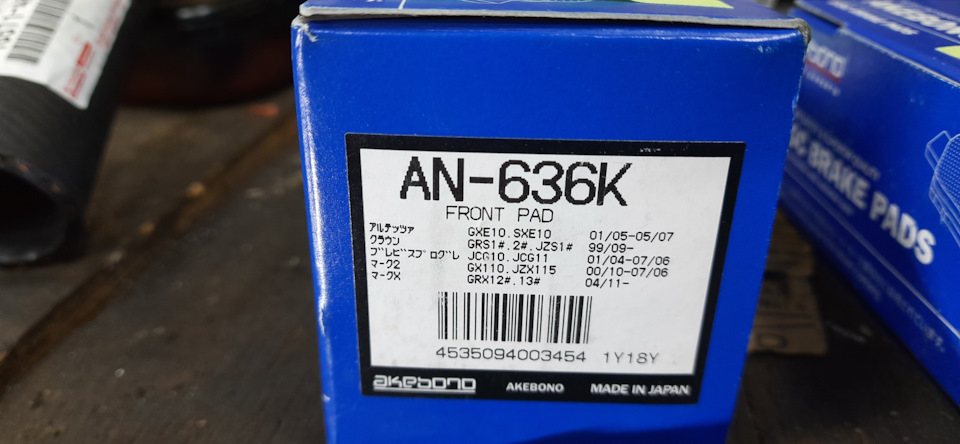 AN-636K
FRONT PAD
アルテッツァ GXE10.SXE10 01/05-05/07
クラウン GRS1#.2#.JZS1# 99/09-
ブレビスプログレ JCG10.JCG11 01/04-07/06
マーク2 GX110.JZX115 00/10-07/06
マークX GRX12#.13# 04/11-
4535094003454 1Y18Y
akebono AKEBONO MADE IN JAPAN
akebono
BRAKE PADS